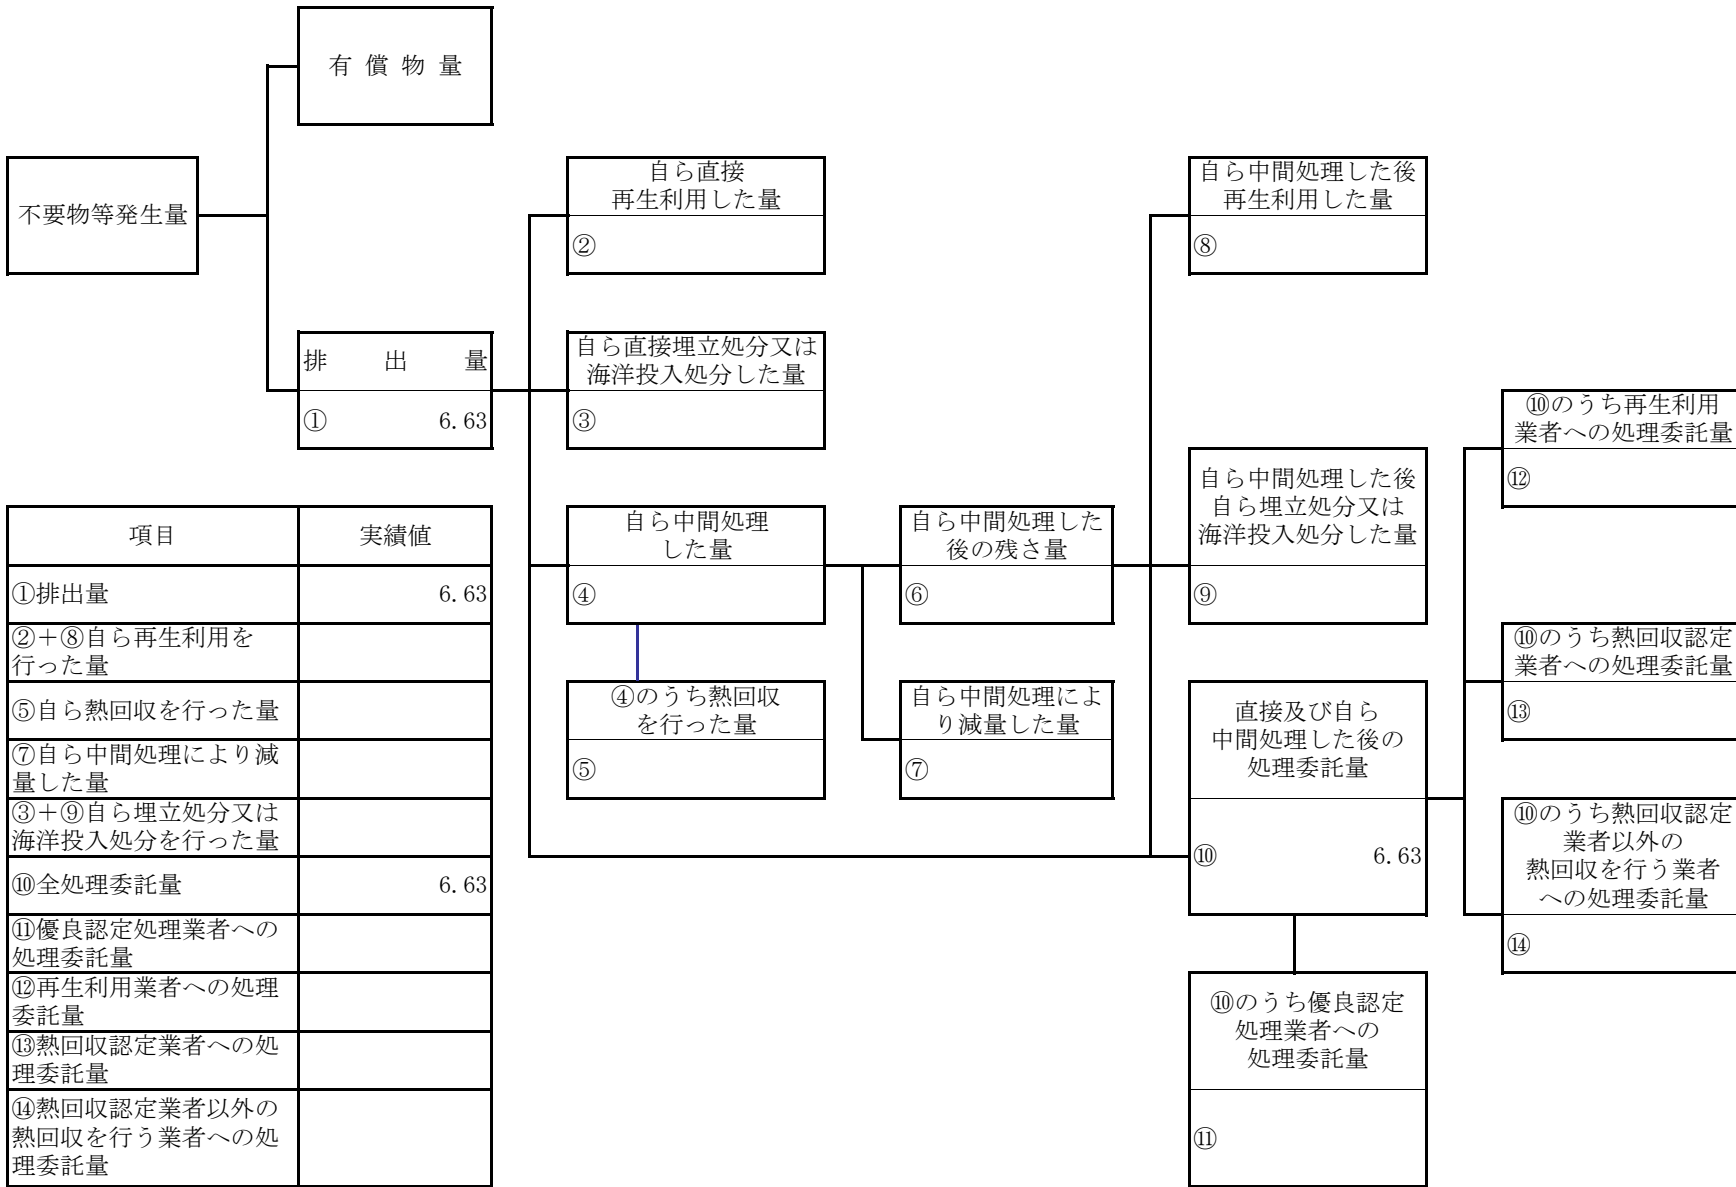 有償物量
不要物等発生量
自ら直接
再生利用した量
②
自ら中間処理した後
再生利用した量
⑧
排出量
① 6.63
自ら直接埋立処分又は
海洋投入処分した量
③
⑩のうち再生利用
業者への処理委託量
⑫
自ら中間処理した後
自ら埋立処分又は
海洋投入処分した量
⑨
自ら中間処理
した量
④
自ら中間処理した
後の残さ量
⑥
⑩のうち熱回収認定
業者への処理委託量
⑬
④のうち熱回収
を行った量
⑤
自ら中間処理によ
り減量した量
⑦
直接及び自ら
中間処理した後の
処理委託量
⑩ 6.63
⑩のうち熱回収認定
業者以外の
熱回収を行う業者
への処理委託量
⑭
⑩のうち優良認定
処理業者への
処理委託量
⑪
項目 実績値
①排出量 6.63
②+⑧自ら再生利用を
行った量
⑤自ら熱回収を行った量
⑦自ら中間処理により減
量した量
③+⑨自ら埋立処分又は
海洋投入処分を行った量
⑩全処理委託量 6.63
⑪優良認定処理業者への
処理委託量
⑫再生利用業者への処理
委託量
⑬熱回収認定業者への処
理委託量
⑭熱回収認定業者以外の
熱回収を行う業者への処
理委託量